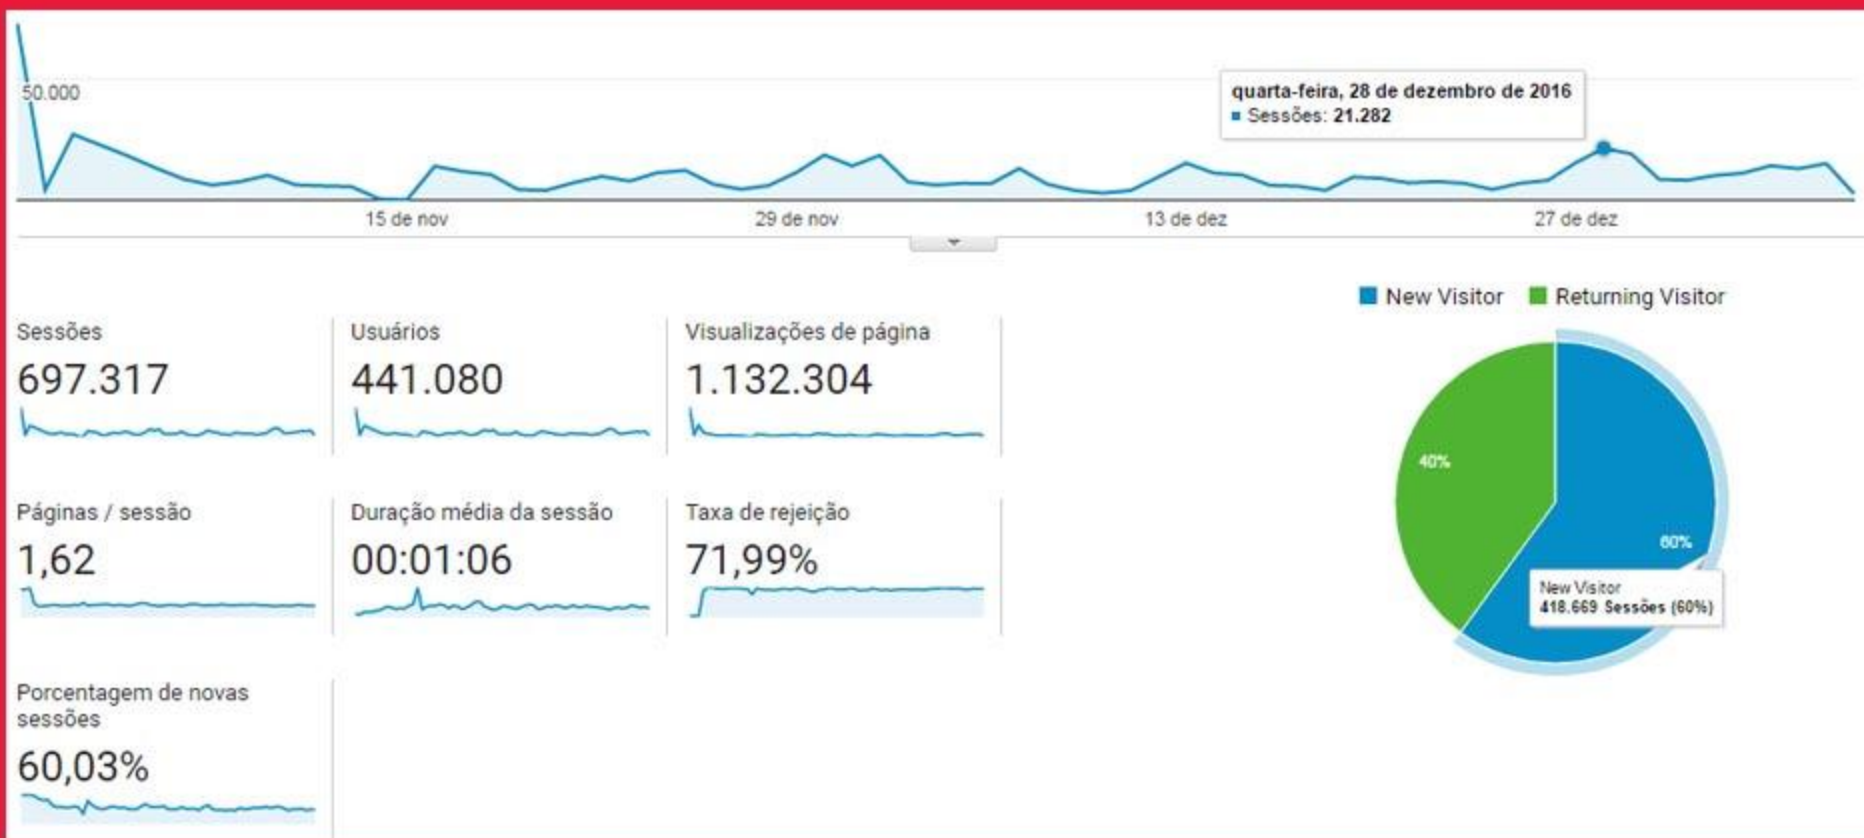 50.000
quarta-feira, 28 de dezembro de 2016
Sessões: 21.282
15 de nov
29 de nov
13 de dez
27 de dez
New Visitor
Returning Visitor
Sessões
697.317
Usuários
441.080
Visualizações de página
1.132.304
40%
60%
New Visitor
418.669 Sessões (60%)
Páginas / sessão
1,62
Duração média da sessão
00:01:06
Taxa de rejeição
71,99%
Porcentagem de novas
sessões
60,03%